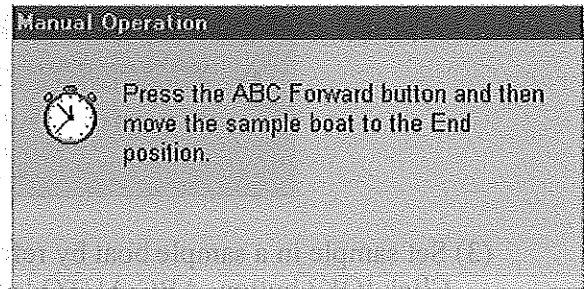 Manual Operation
Press the ABC Forward button and then
move the sample boat to the End
position.